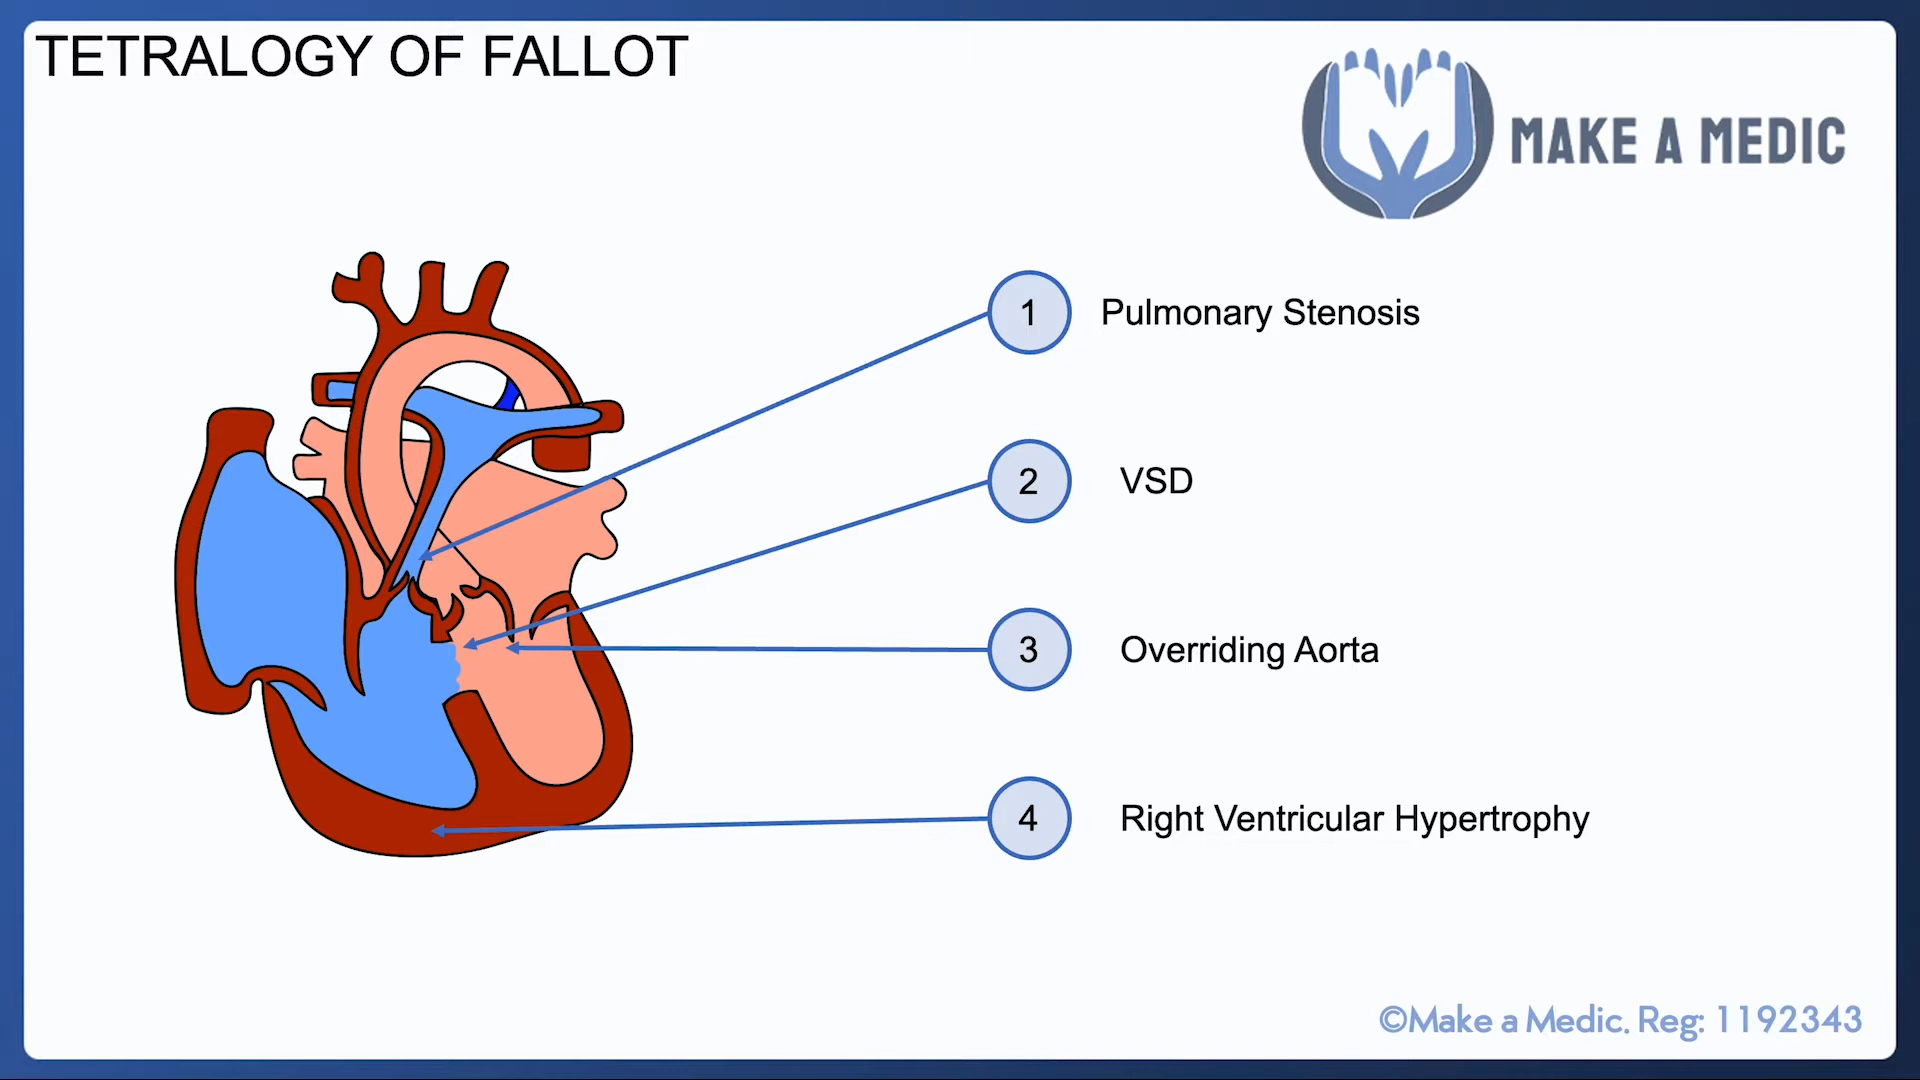 TETRALOGY OF FALLOT
MAKE A MEDIC
1 Pulmonary Stenosis
2 VSD
3 Overriding Aorta
4 Right Ventricular Hypertrophy
©Make a Medic. Reg: 1192343